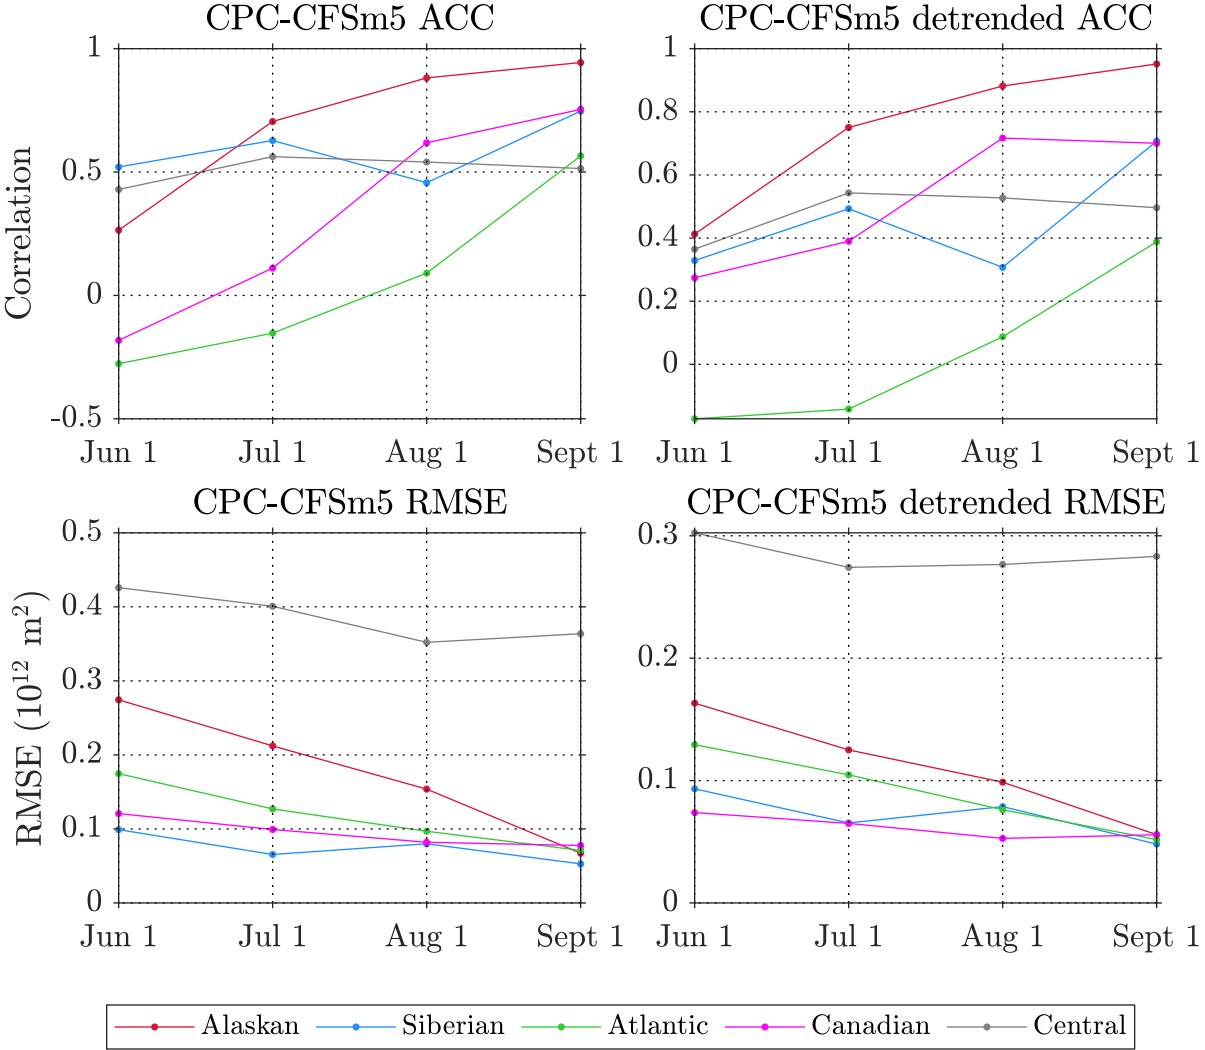 CPC-CFSm5 ACC
1
0.5
0
-0.5
Correlation
Jun 1 Jul 1 Aug 1 Sept 1
CPC-CFSm5 detrended ACC
1
0.8
0.6
0.4
0.2
0
Jun 1 Jul 1 Aug 1 Sept 1
CPC-CFSm5 RMSE
0.5
0.4
0.3
0.2
0.1
0
RMSE (10¹² m²)
Jun 1 Jul 1 Aug 1 Sept 1
CPC-CFSm5 detrended RMSE
0.3
0.2
0.1
0
Jun 1 Jul 1 Aug 1 Sept 1
Alaskan Siberian Atlantic Canadian Central